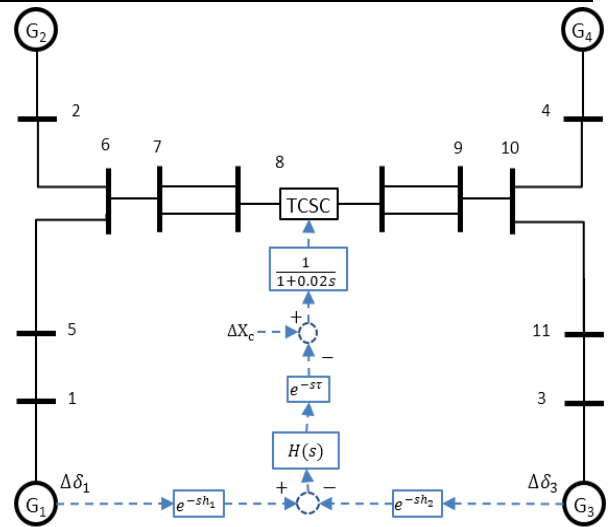 G₂
G₄
2
4
6
7
8
9
10
TCSC
1
1+0.02s
+
ΔX_c
−
5
11
e^{-sτ}
1
3
H(s)
Δδ₁
+
−
Δδ₃
G₁
e^{-sh₁}
e^{-sh₂}
G₃